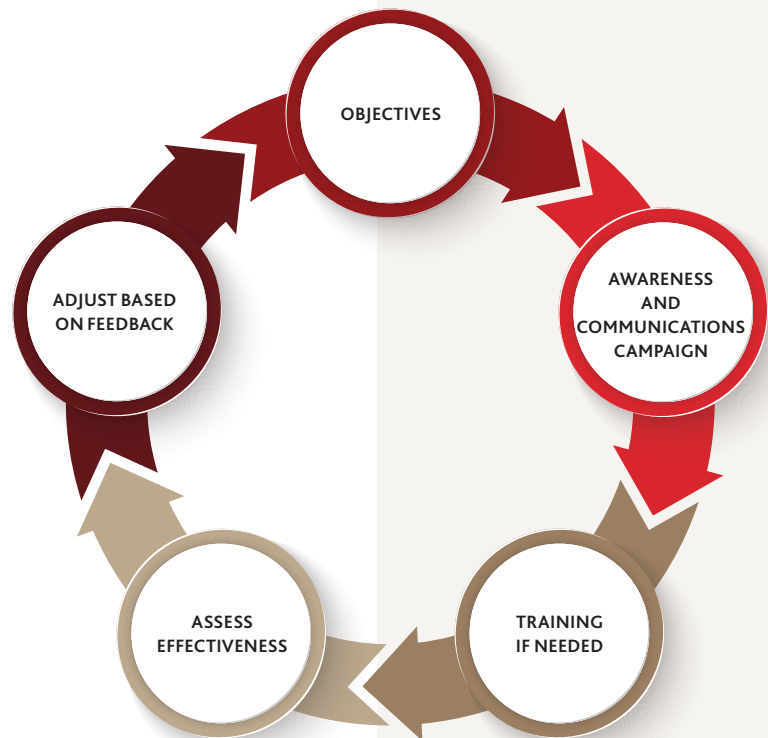 OBJECTIVES
AWARENESS
AND
COMMUNICATIONS
CAMPAIGN
TRAINING
IF NEEDED
ASSESS
EFFECTIVENESS
ADJUST BASED
ON FEEDBACK